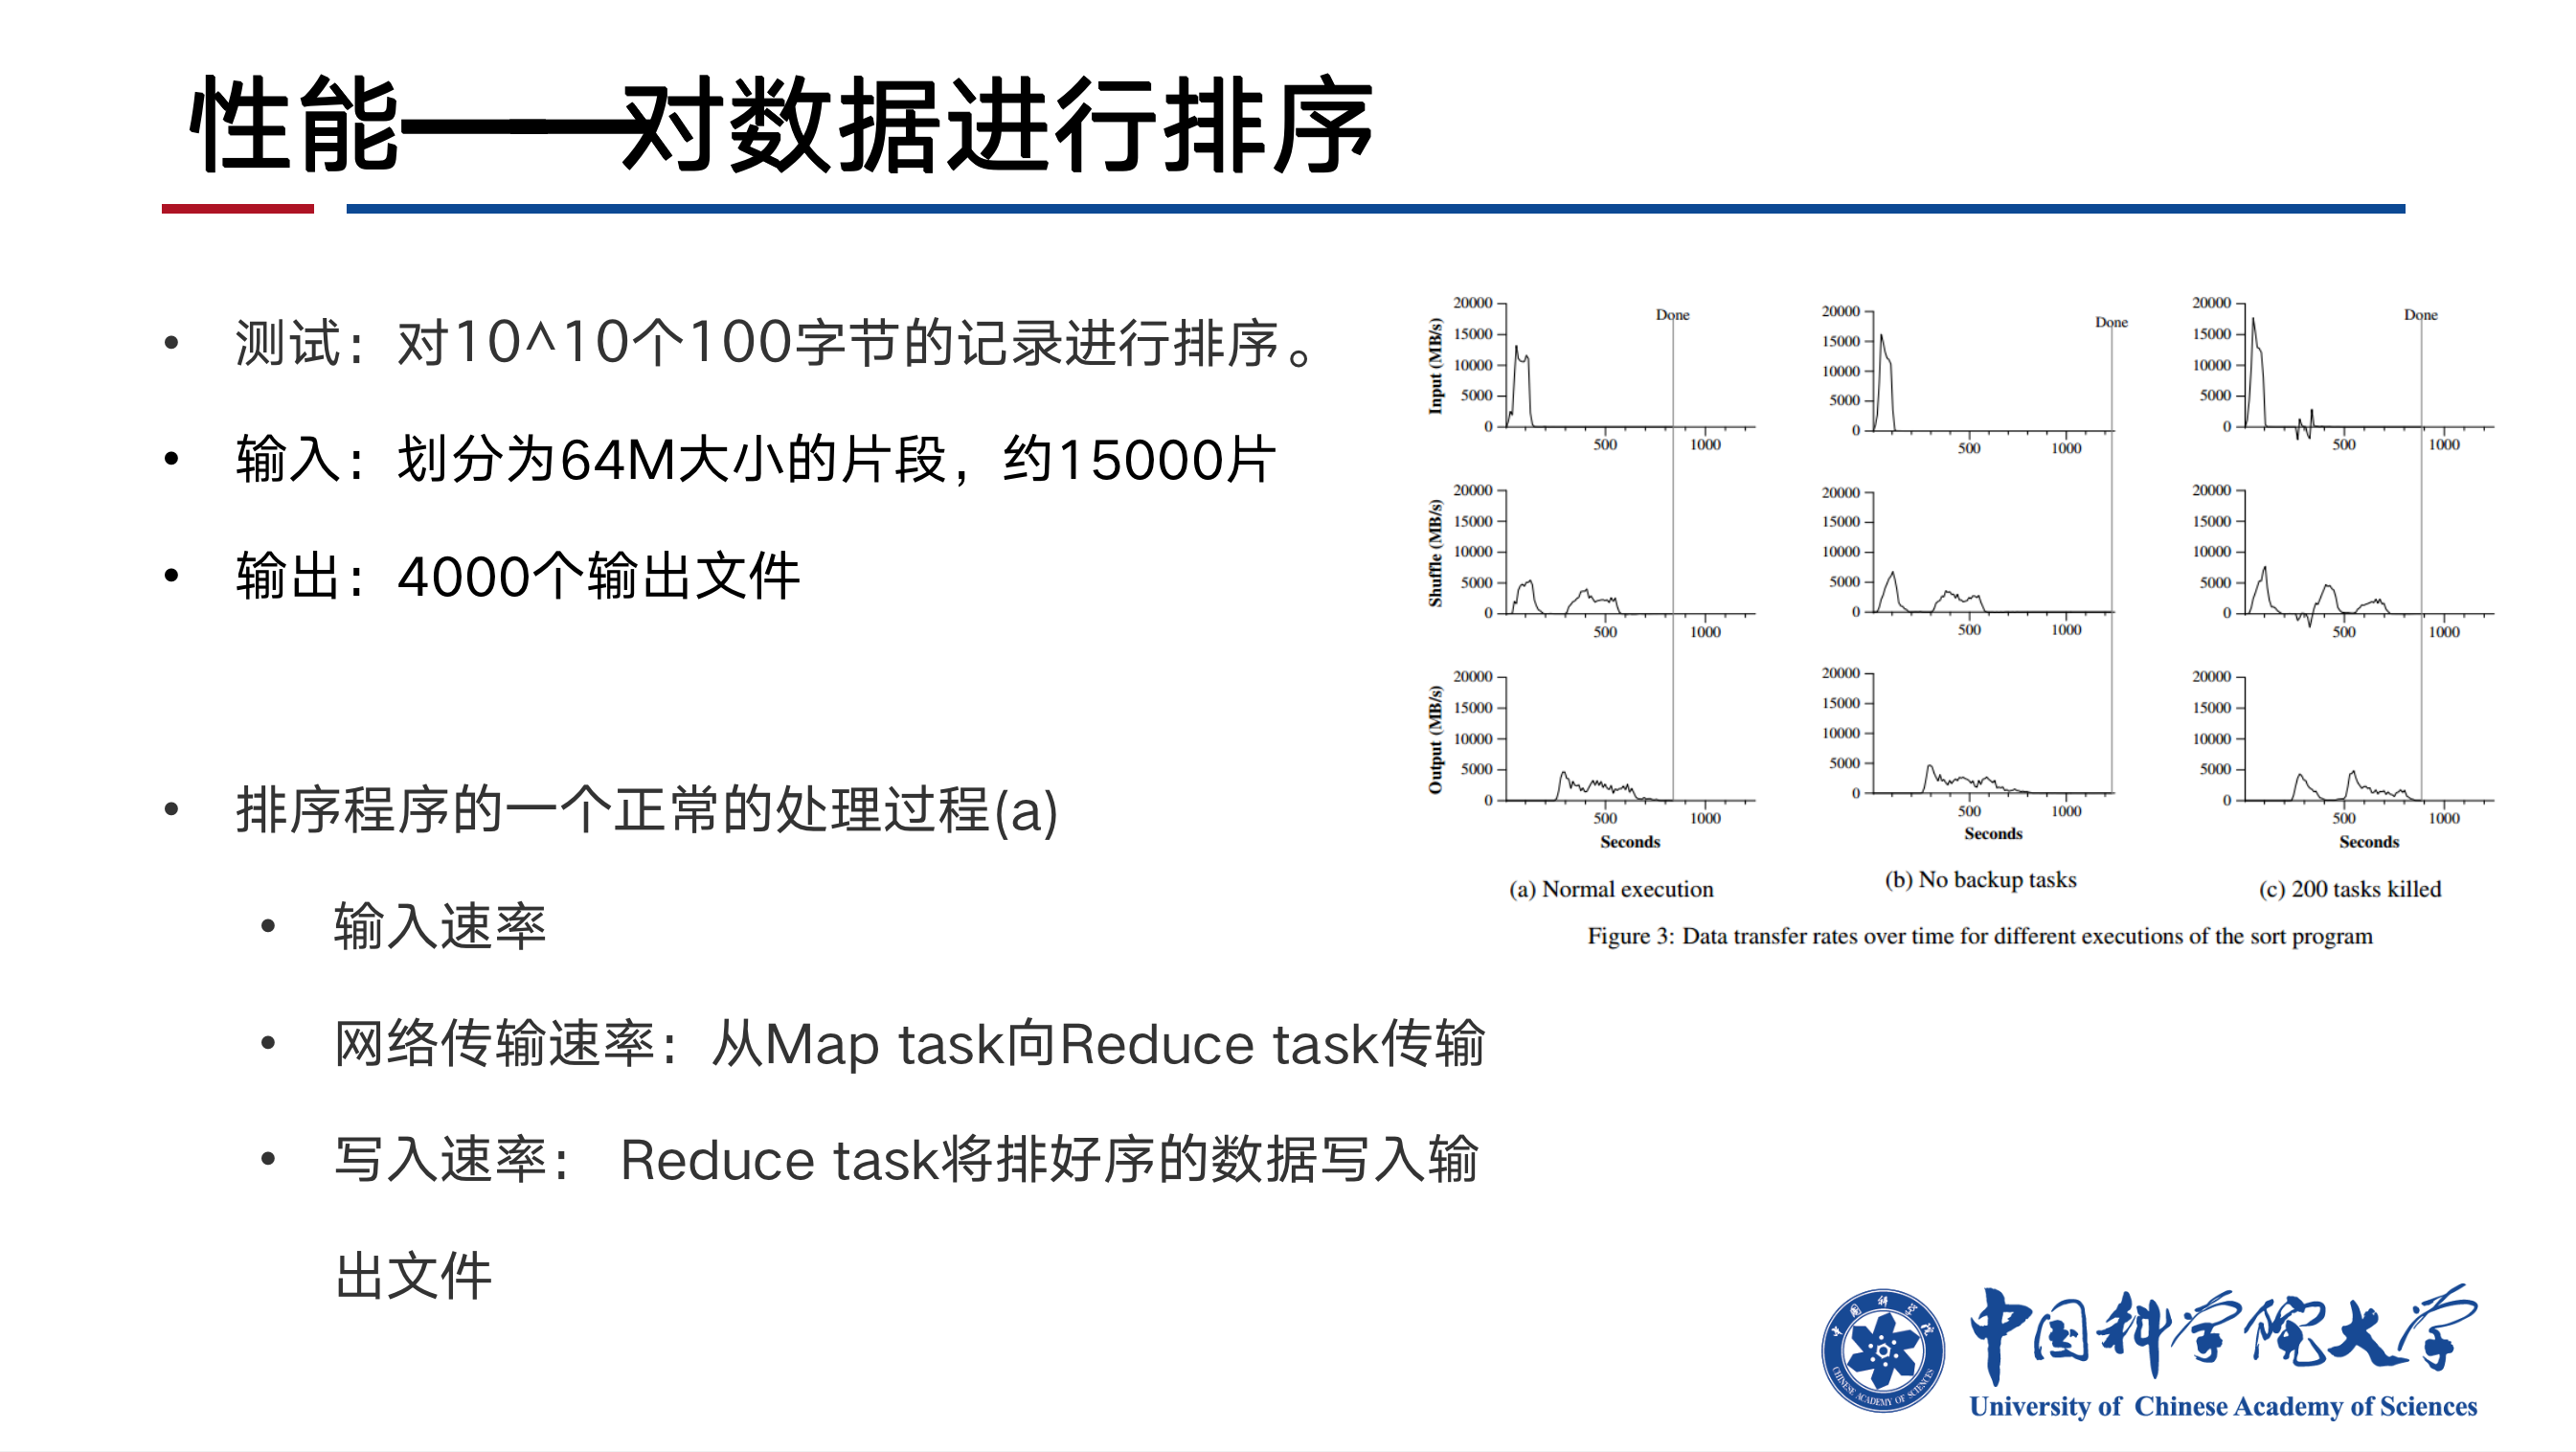 性能——对数据进行排序
• 测试：对10^10个100字节的记录进行排序。
• 输入：划分为64M大小的片段，约15000片
• 输出：4000个输出文件
• 排序程序的一个正常的处理过程(a)
• 输入速率
• 网络传输速率：从Map task向Reduce task传输
• 写入速率： Reduce task将排好序的数据写入输
出文件
Input (MB/s)
20000
15000
10000
5000
0
500
1000
Done
Shuffle (MB/s)
20000
15000
10000
5000
0
500
1000
Output (MB/s)
20000
15000
10000
5000
0
500
1000
Seconds
(a) Normal execution
20000
15000
10000
5000
0
500
1000
Done
20000
15000
10000
5000
0
500
1000
20000
15000
10000
5000
0
500
1000
Seconds
(b) No backup tasks
20000
15000
10000
5000
0
500
1000
Done
20000
15000
10000
5000
0
500
1000
20000
15000
10000
5000
0
500
1000
Seconds
(c) 200 tasks killed
Figure 3: Data transfer rates over time for different executions of the sort program
中国科学院
CHINESE ACADEMY OF SCIENCES
中国科学院大学
University of Chinese Academy of Sciences